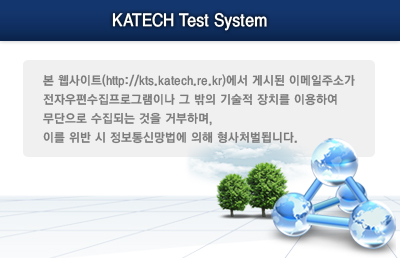 KATECH Test System
본 웹사이트(http://kts.katech.re.kr)에서 게시된 이메일주소가
전자우편수집프로그램이나 그 밖의 기술적 장치를 이용하여
무단으로 수집되는 것을 거부하며,
이를 위반 시 정보통신망법에 의해 형사처벌됩니다.